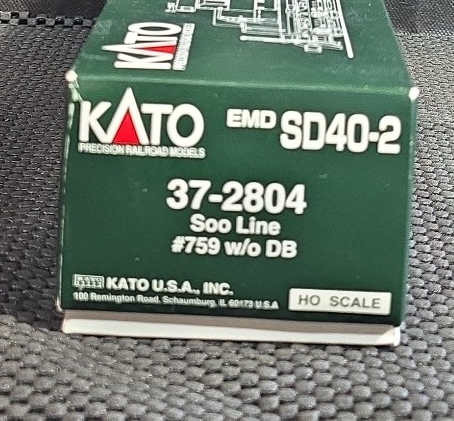 KATO
KATO
PRECISION RAILROAD MODELS
EMD SD40-2
37-2804
Soo Line
#759 w/o DB
KATO U.S.A., INC.
100 Remington Road, Schaumburg, IL 60173 U.S.A
HO SCALE